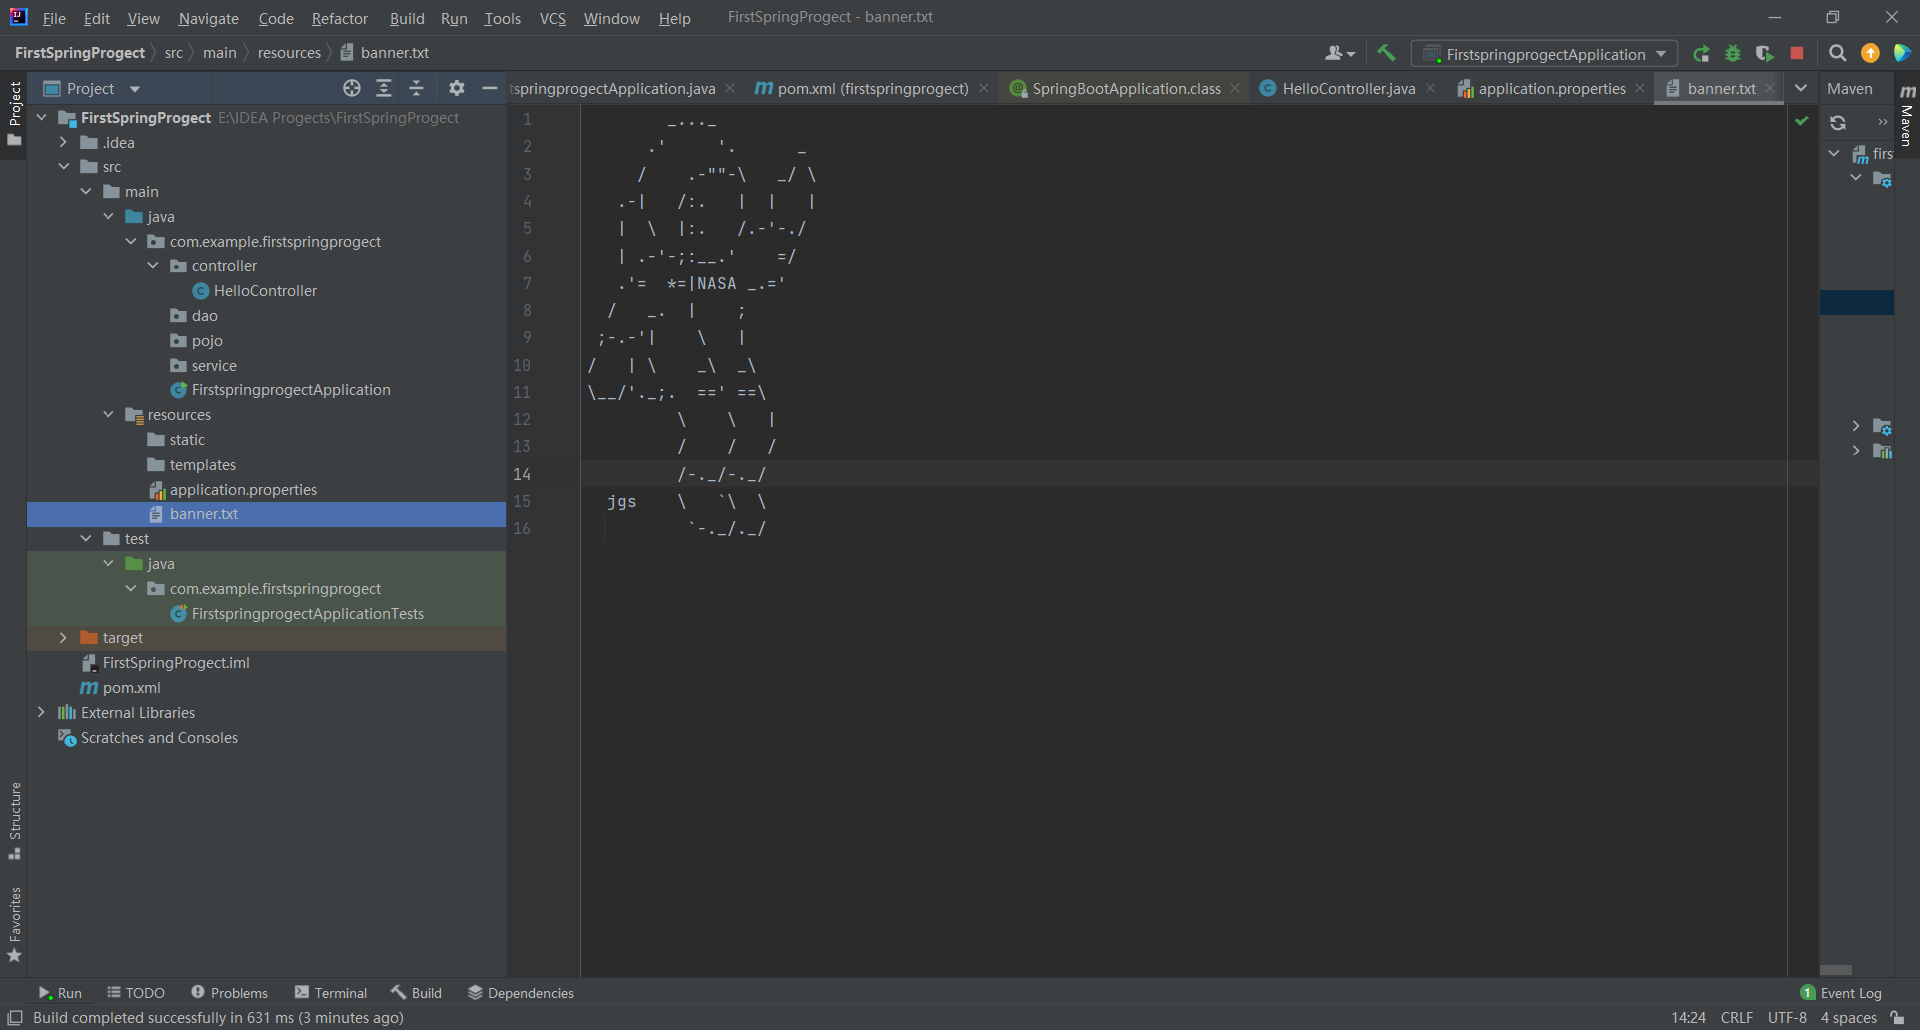 File Edit View Navigate Code Refactor Build Run Tools VCS Window Help FirstSpringProgect - banner.txt
FirstSpringProgect src main resources banner.txt FirstspringprogectApplication
Project
Project
tspringprogectApplication.java pom.xml (firstspringprogect) SpringBootApplication.class HelloController.java application.properties banner.txt
Maven
Maven
FirstSpringProgect E:\IDEA Progects\FirstSpringProgect
.idea
src
main
java
com.example.firstspringprogect
controller
HelloController
dao
pojo
service
FirstspringprogectApplication
resources
static
templates
application.properties
banner.txt
test
java
com.example.firstspringprogect
FirstspringprogectApplicationTests
target
FirstSpringProgect.iml
pom.xml
External Libraries
Scratches and Consoles
1         _..._
2       .'     '.      _
3      /    .-""-\   _/ \
4    .-|   /:.   |  |   |
5    |  \  |:.   /.-'-./
6    | .-'-;:__.'    =/
7    .'=  *=|NASA _.='
8   /   _.  |    ;
9  ;-.-'|    \   |
10 /   | \    _\  _\
11 \__/'._;.  ==' ==\
12          \    \   |
13          /    /   /
14          /-._/-._/
15   jgs    \   `\  \
16           `-._/._/
firs
Structure
Favorites
Run TODO Problems Terminal Build Dependencies 1 Event Log
Build completed successfully in 631 ms (3 minutes ago) 14:24 CRLF UTF-8 4 spaces